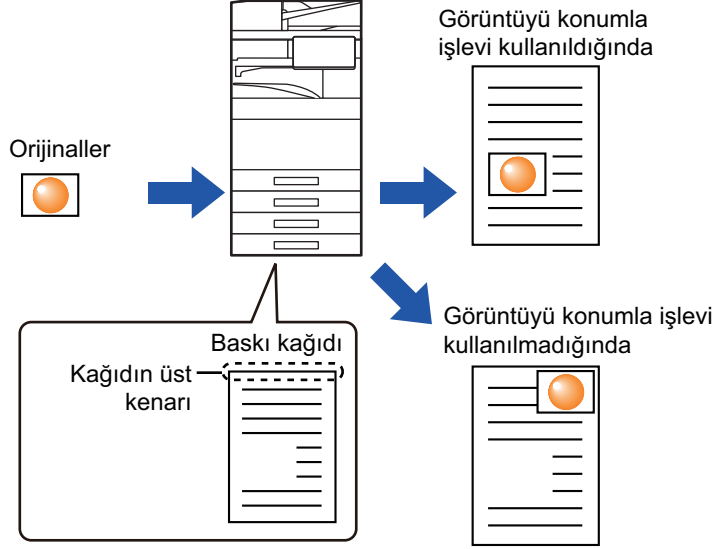 Görüntüyü konumla
işlevi kullanıldığında
Orijinaller
Görüntüyü konumla işlevi
kullanılmadığında
Baskı kağıdı
Kağıdın üst
kenarı